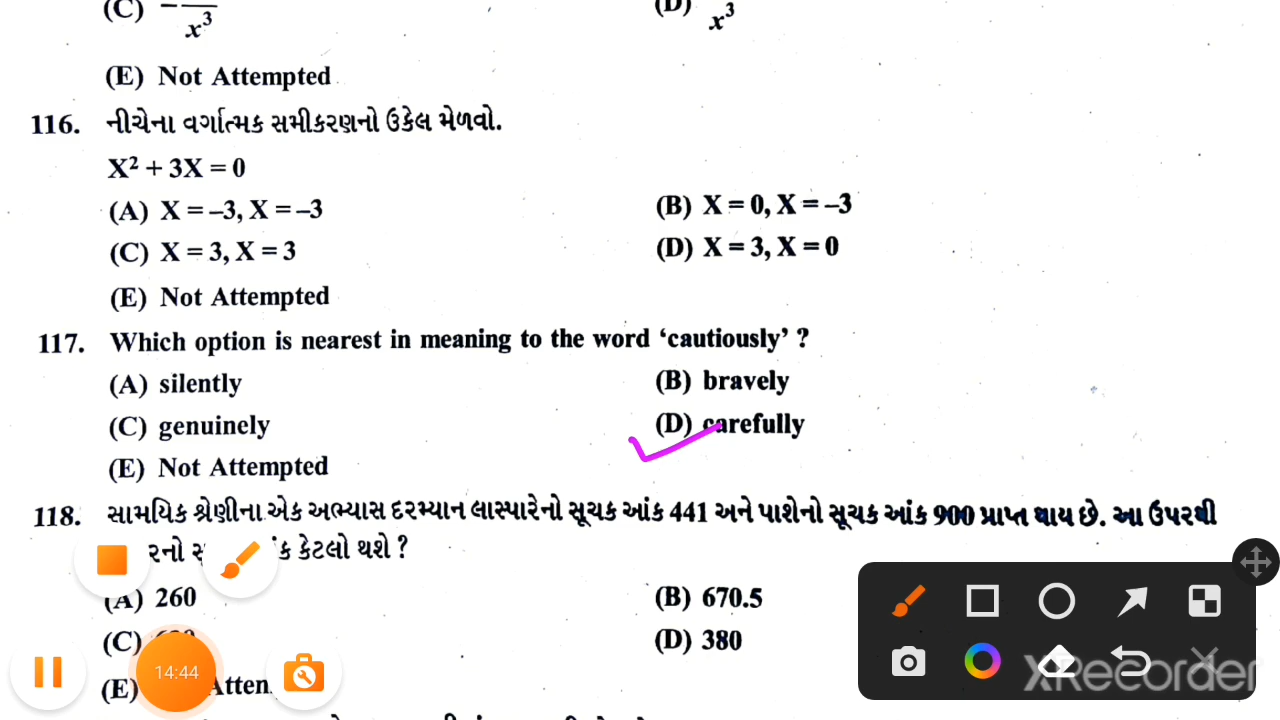 (C) – x³
(D) x³
(E) Not Attempted
116. નીચેના વર્ગાત્મક સમીકરણનો ઉકેલ મેળવો.
X² + 3X = 0
(A) X = –3, X = –3
(B) X = 0, X = –3
(C) X = 3, X = 3
(D) X = 3, X = 0
(E) Not Attempted
117. Which option is nearest in meaning to the word ‘cautiously’ ?
(A) silently
(B) bravely
(C) genuinely
(D) carefully
(E) Not Attempted
118. સામયિક શ્રેણીના એક અભ્યાસ દરમ્યાન લાસ્પારેનો સૂચક આંક 441 અને પાશેનો સૂચક આંક 900 પ્રાપ્ત થાય છે. આ ઉપરથી
કેટલો થશે ?
(A) 260
(B) 670.5
(C)
(D) 380
(E)
14:44
XRecorder